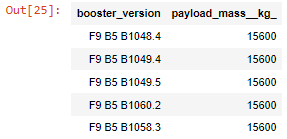 Out[25]:
booster_version payload_mass__kg_
F9 B5 B1048.4 15600
F9 B5 B1049.4 15600
F9 B5 B1049.5 15600
F9 B5 B1060.2 15600
F9 B5 B1058.3 15600